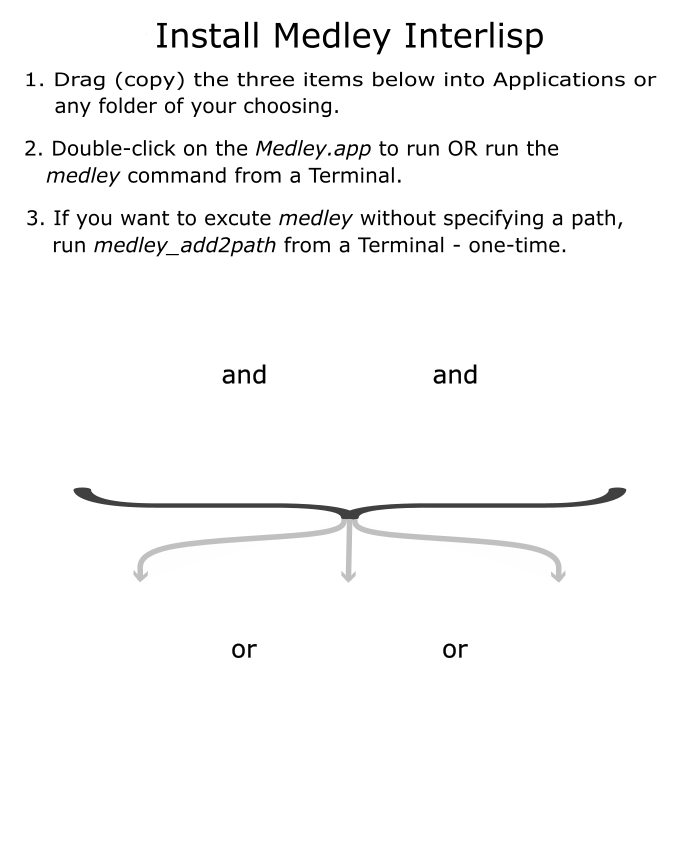 Install Medley Interlisp
1. Drag (copy) the three items below into Applications or
any folder of your choosing.
2. Double-click on the Medley.app to run OR run the
medley command from a Terminal.
3. If you want to excute medley without specifying a path,
run medley_add2path from a Terminal - one-time.
and and
or or